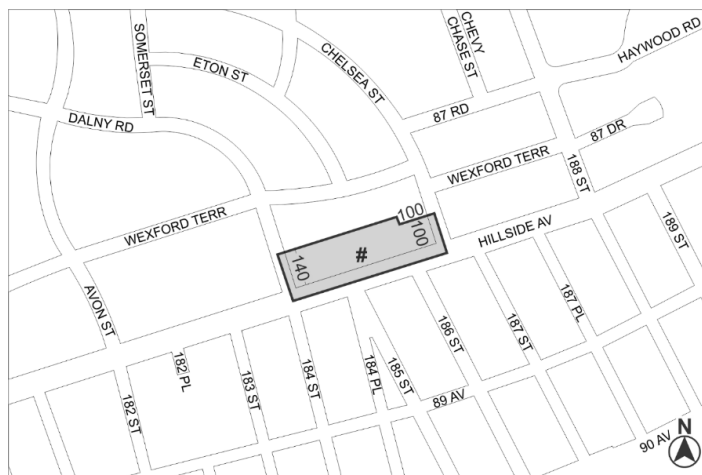 SOMERSET ST
ETON ST
CHELSEA ST
CHEVY
CHASE ST
HAYWOOD RD
DALNY RD
87 RD
87 DR
WEXFORD TERR
188 ST
WEXFORD TERR
100
100
HILLSIDE AV
189 ST
#
140
AVON ST
187 PL
186 ST
187 ST
182 PL
183 ST
184 ST
184 PL
185 ST
182 ST
89 AV
90 AV
N